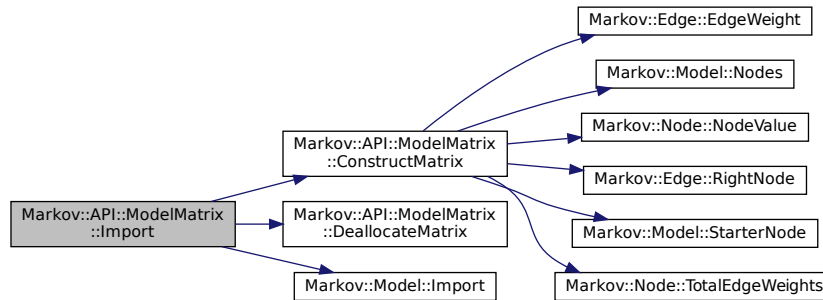 Markov::API::ModelMatrix
::Import
Markov::API::ModelMatrix
::ConstructMatrix
Markov::API::ModelMatrix
::DeallocateMatrix
Markov::Model::Import
Markov::Edge::EdgeWeight
Markov::Model::Nodes
Markov::Node::NodeValue
Markov::Edge::RightNode
Markov::Model::StarterNode
Markov::Node::TotalEdgeWeights